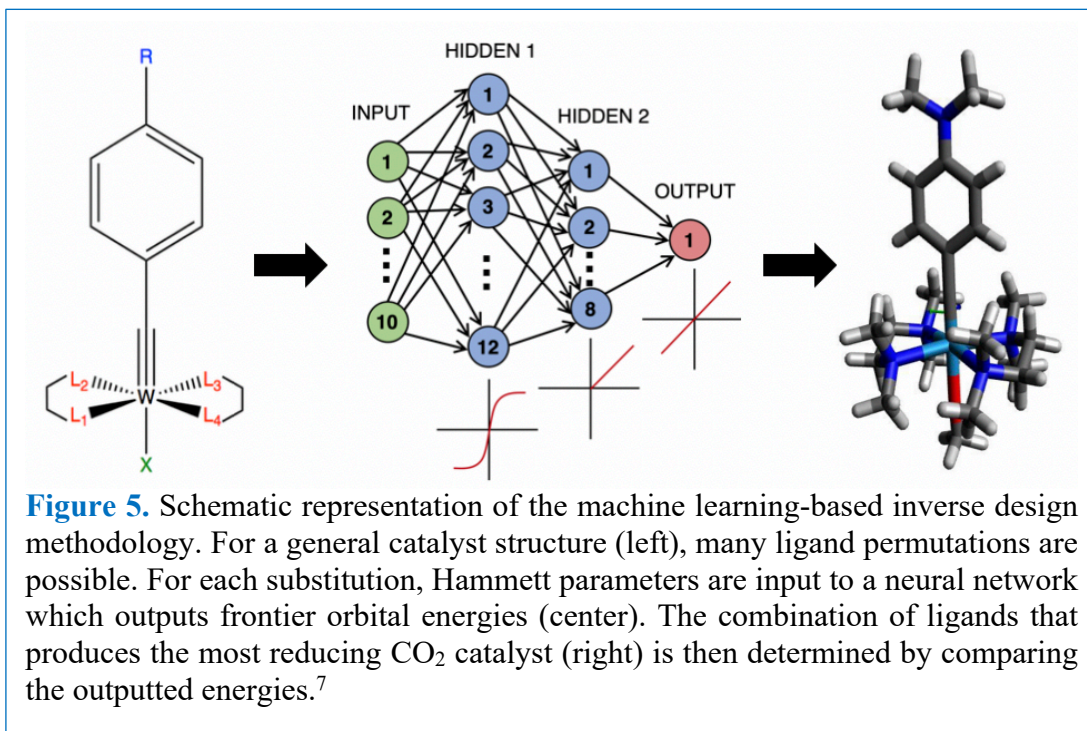 R
L2
L3
W
L1
L4
X
INPUT
1
2
10
HIDDEN 1
1
2
3
12
HIDDEN 2
1
2
8
OUTPUT
1
Figure 5. Schematic representation of the machine learning-based inverse design
methodology. For a general catalyst structure (left), many ligand permutations are
possible. For each substitution, Hammett parameters are input to a neural network
which outputs frontier orbital energies (center). The combination of ligands that
produces the most reducing CO2 catalyst (right) is then determined by comparing
the outputted energies.7